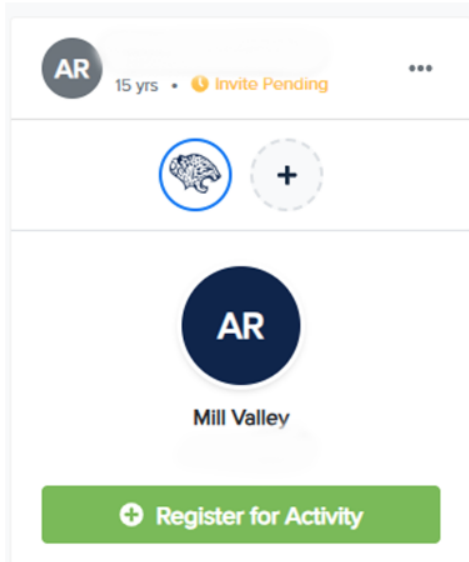 AR
15 yrs • Invite Pending
•••
+
AR
Mill Valley
Register for Activity